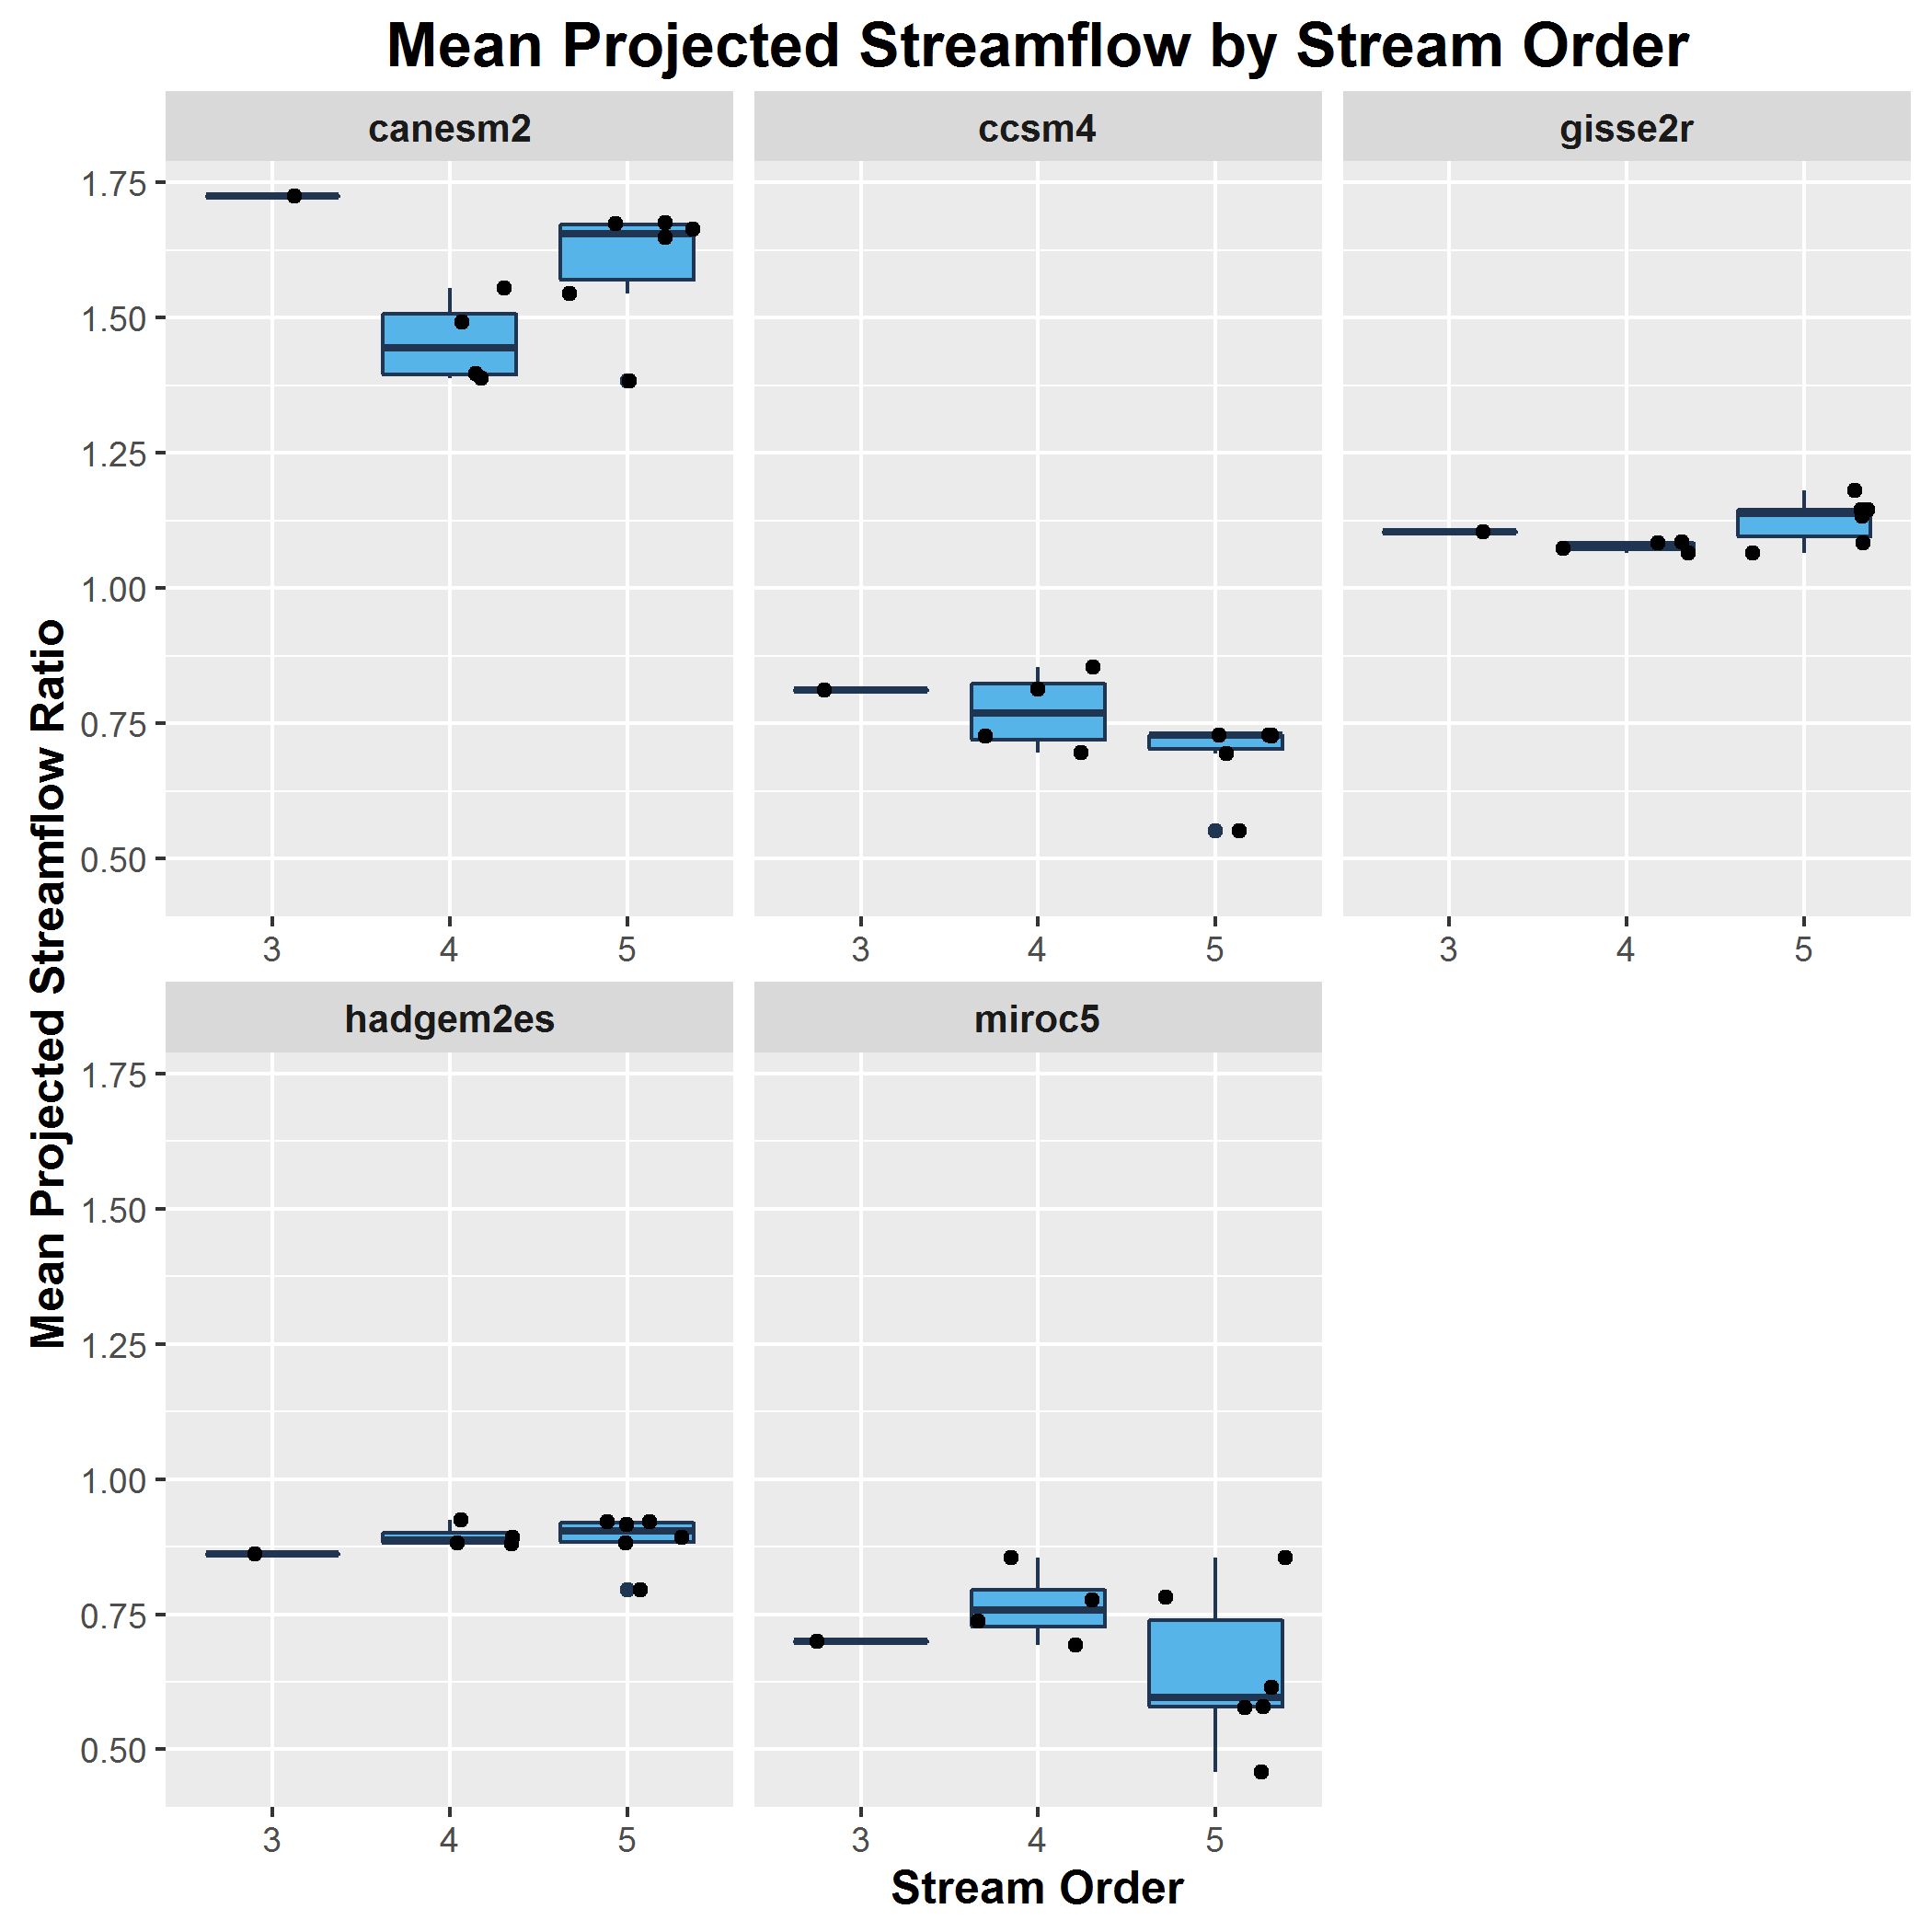 Mean Projected Streamflow by Stream Order
canesm2
ccsm4
gisse2r
1.75
1.50
1.25
1.00
0.75
0.50
3 4 5
3 4 5
3 4 5
Mean Projected Streamflow Ratio
hadgem2es
miroc5
1.75
1.50
1.25
1.00
0.75
0.50
3 4 5
3 4 5
Stream Order